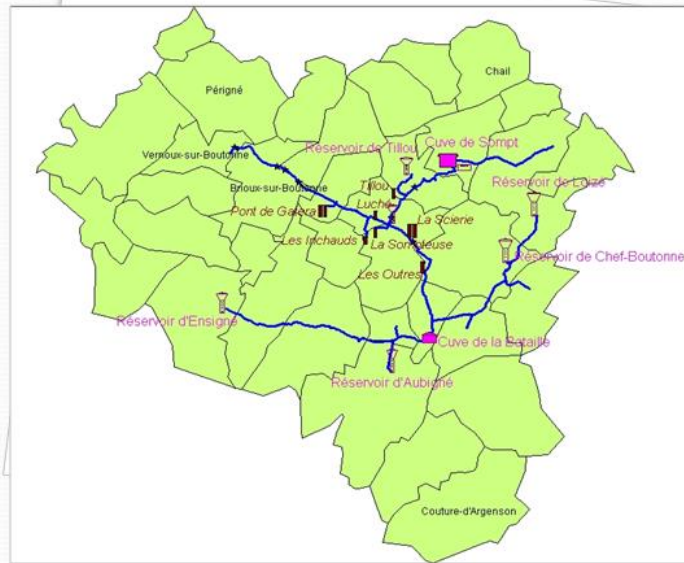 Chail
Périgné
Cuve de Sompt
Réservoir de Tillou
Vernoux-sur-Boutonne
Réservoir de Loizé
Tillou
Brioux-sur-Boutonne
Luché
Pont de Gatera
La Scierie
Les Inchauds
La Sompteuse
Réservoir de Chef-Boutonne
Les Outres
Réservoir d'Ensigné
Cuve de la Bataille
Réservoir d'Aubigné
Couture-d'Argenson